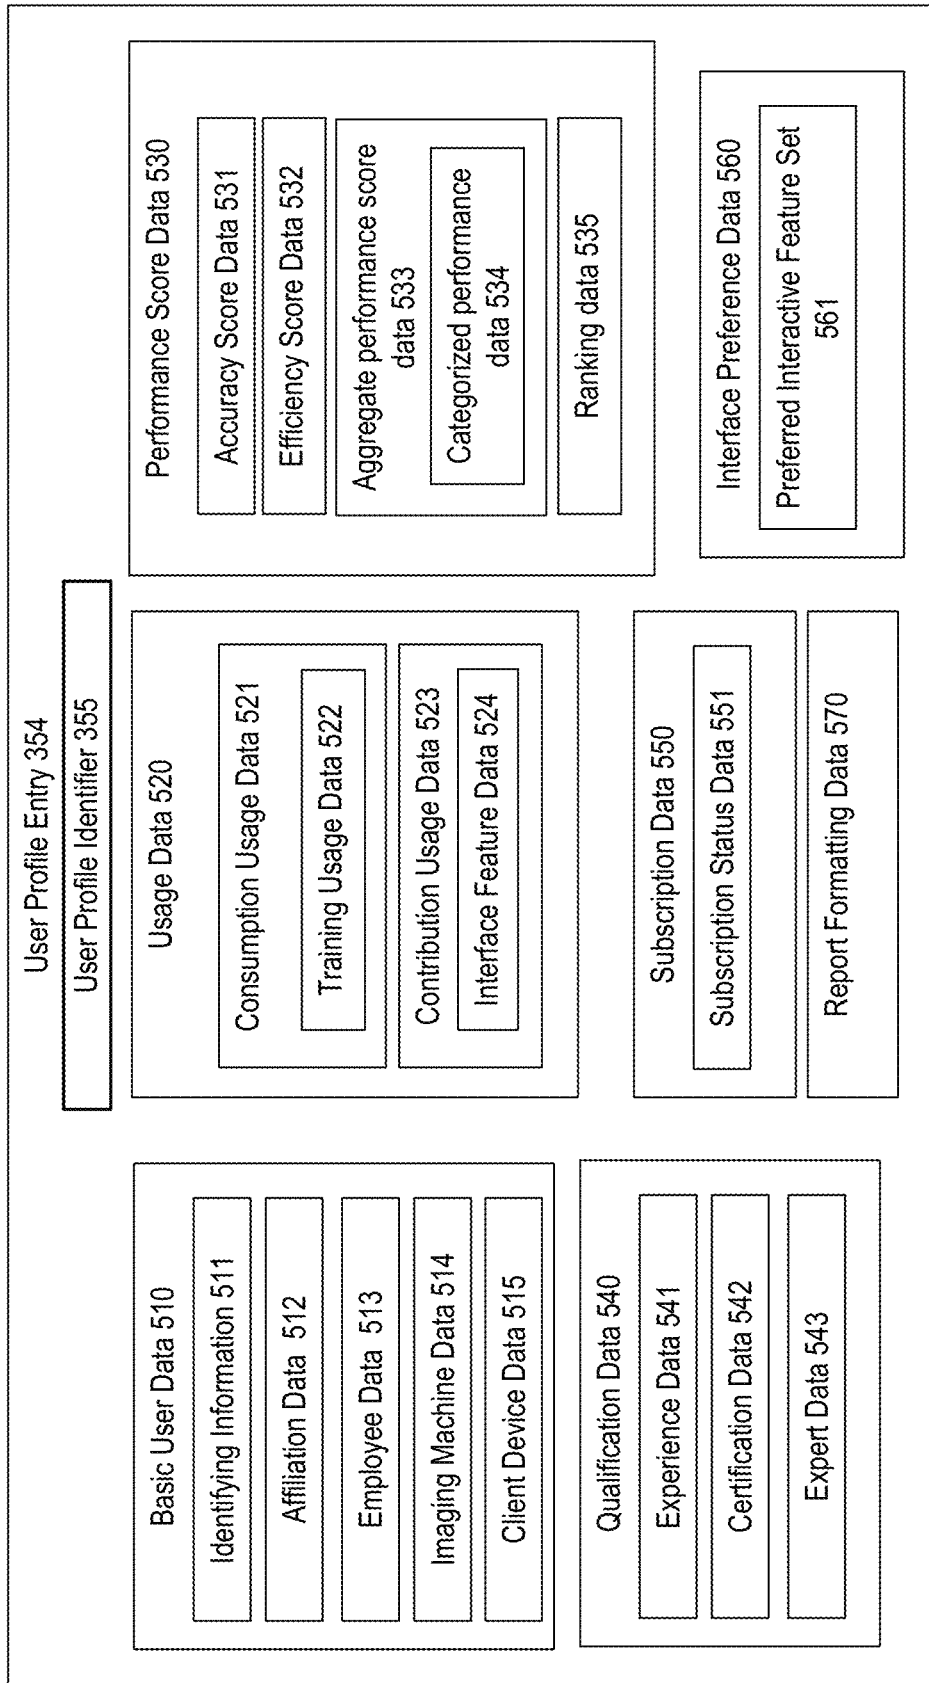 User Profile Entry 354
User Profile Identifier 355
Basic User Data 510
Identifying Information 511
Affiliation Data 512
Employee Data 513
Imaging Machine Data 514
Client Device Data 515
Usage Data 520
Consumption Usage Data 521
Training Usage Data 522
Contribution Usage Data 523
Interface Feature Data 524
Performance Score Data 530
Accuracy Score Data 531
Efficiency Score Data 532
Aggregate performance score
data 533
Categorized performance
data 534
Ranking data 535
Qualification Data 540
Experience Data 541
Certification Data 542
Expert Data 543
Subscription Data 550
Subscription Status Data 551
Report Formatting Data 570
Interface Preference Data 560
Preferred Interactive Feature Set
561